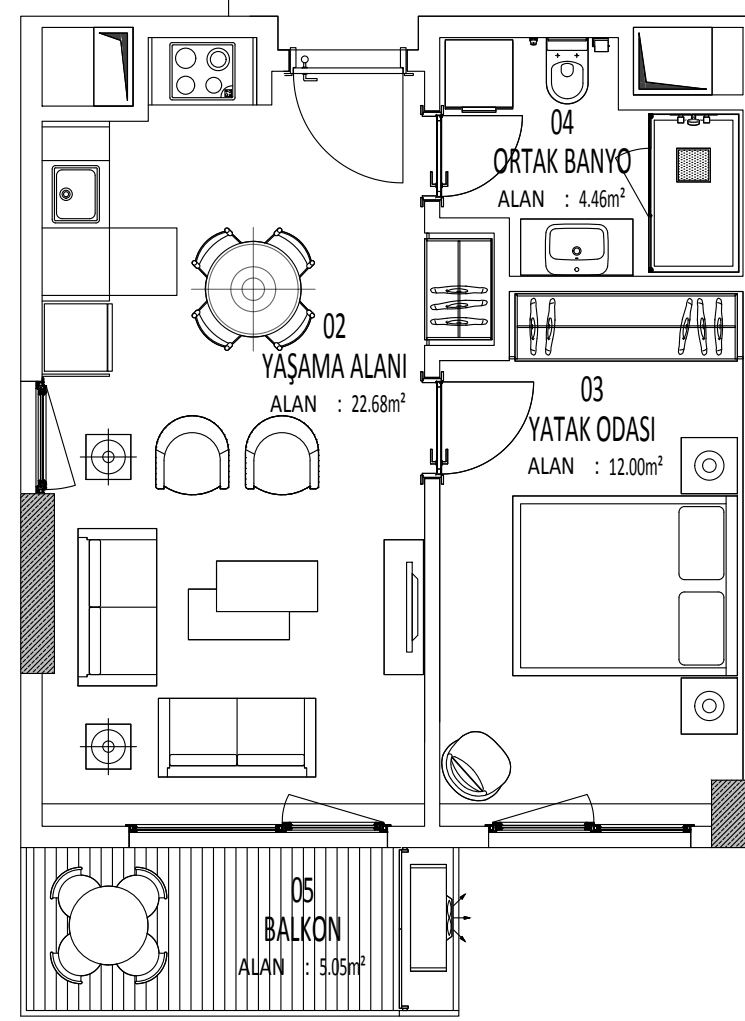 04
ORTAK BANYO
ALAN : 4.46m²
02
YAŞAMA ALANI
ALAN : 22.68m²
03
YATAK ODASI
ALAN : 12.00m²
05
BALKON
ALAN : 5.05m²